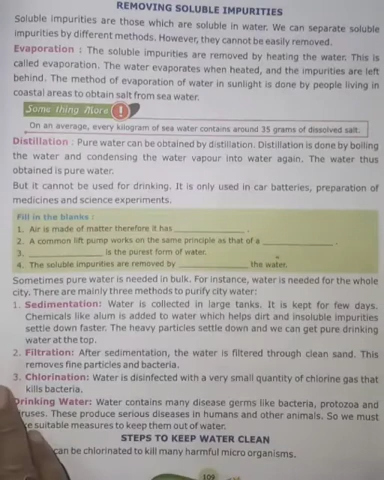 REMOVING SOLUBLE IMPURITIES
Soluble impurities are those which are soluble in water. We can separate soluble
impurities by different methods. However, they cannot be easily removed.
Evaporation : The soluble impurities are removed by heating the water. This is
called evaporation. The water evaporates when heated, and the impurities are left
behind. The method of evaporation of water in sunlight is done by people living in
coastal areas to obtain salt from sea water.
Some thing More !
On an average, every kilogram of sea water contains around 35 grams of dissolved salt.
Distillation : Pure water can be obtained by distillation. Distillation is done by boiling
the water and condensing the water vapour into water again. The water thus
obtained is pure water.
But it cannot be used for drinking. It is only used in car batteries, preparation of
medicines and science experiments.
Fill in the blanks :
1. Air is made of matter therefore it has ____________ .
2. A common lift pump works on the same principle as that of a ____________ .
3. ____________ is the purest form of water.
4. The soluble impurities are removed by ____________ the water.
Sometimes pure water is needed in bulk. For instance, water is needed for the whole
city. There are mainly three methods to purify city water:
1. Sedimentation: Water is collected in large tanks. It is kept for few days.
Chemicals like alum is added to water which helps dirt and insoluble impurities
settle down faster. The heavy particles settle down and we can get pure drinking
water at the top.
2. Filtration: After sedimentation, the water is filtered through clean sand. This
removes fine particles and bacteria.
3. Chlorination: Water is disinfected with a very small quantity of chlorine gas that
kills bacteria.
Drinking Water: Water contains many disease germs like bacteria, protozoa and
ruses. These produce serious diseases in humans and other animals. So we must
ke suitable measures to keep them out of water.
STEPS TO KEEP WATER CLEAN
can be chlorinated to kill many harmful micro organisms.
109